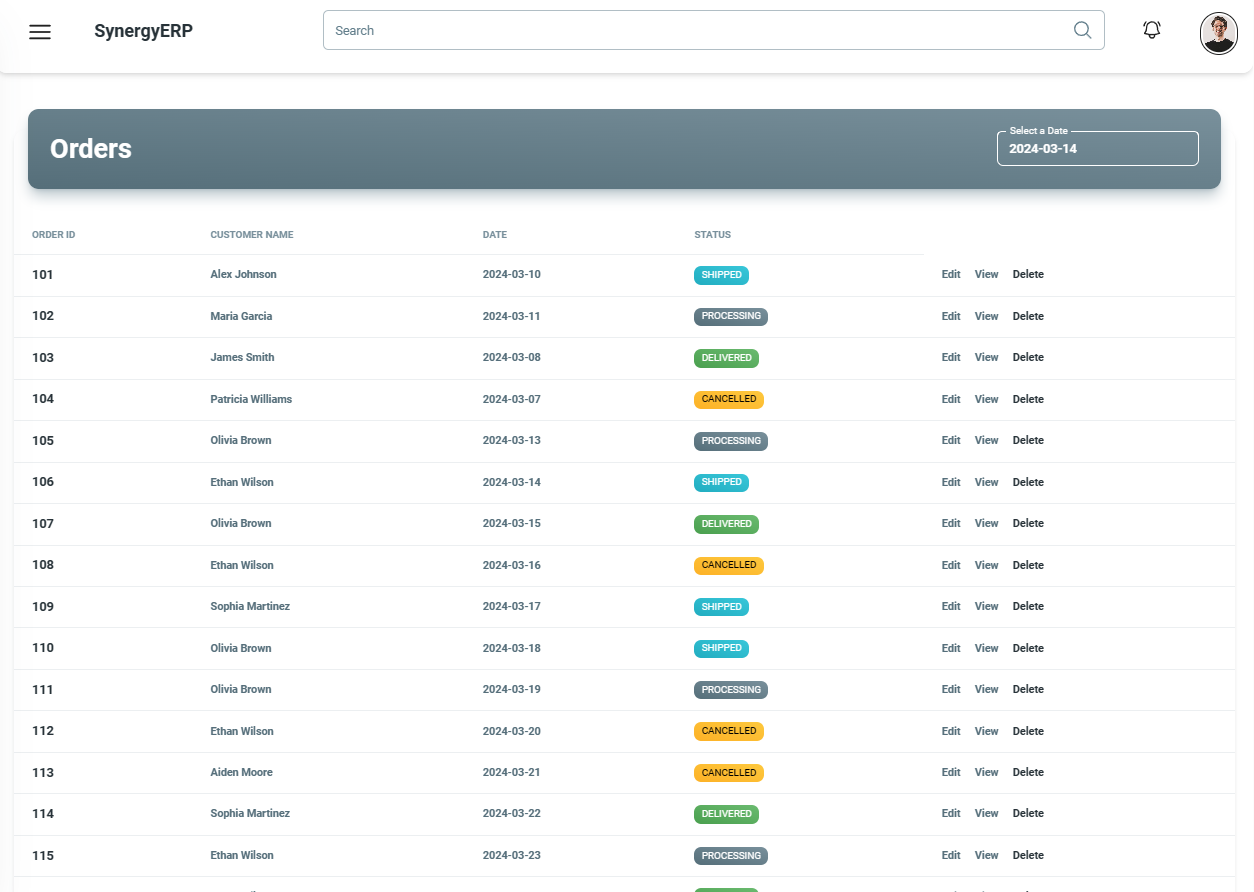 SynergyERP
Search
Orders
Select a Date
2024-03-14
ORDER ID CUSTOMER NAME DATE STATUS
101 Alex Johnson 2024-03-10 SHIPPED Edit View Delete
102 Maria Garcia 2024-03-11 PROCESSING Edit View Delete
103 James Smith 2024-03-08 DELIVERED Edit View Delete
104 Patricia Williams 2024-03-07 CANCELLED Edit View Delete
105 Olivia Brown 2024-03-13 PROCESSING Edit View Delete
106 Ethan Wilson 2024-03-14 SHIPPED Edit View Delete
107 Olivia Brown 2024-03-15 DELIVERED Edit View Delete
108 Ethan Wilson 2024-03-16 CANCELLED Edit View Delete
109 Sophia Martinez 2024-03-17 SHIPPED Edit View Delete
110 Olivia Brown 2024-03-18 SHIPPED Edit View Delete
111 Olivia Brown 2024-03-19 PROCESSING Edit View Delete
112 Ethan Wilson 2024-03-20 CANCELLED Edit View Delete
113 Aiden Moore 2024-03-21 CANCELLED Edit View Delete
114 Sophia Martinez 2024-03-22 DELIVERED Edit View Delete
115 Ethan Wilson 2024-03-23 PROCESSING Edit View Delete